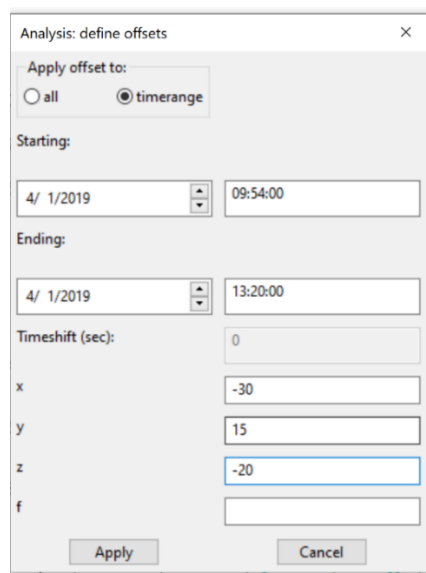 Analysis: define offsets
Apply offset to:
all timerange
Starting:
4/ 1/2019 09:54:00
Ending:
4/ 1/2019 13:20:00
Timeshift (sec): 0
x -30
y 15
z -20
f
Apply Cancel